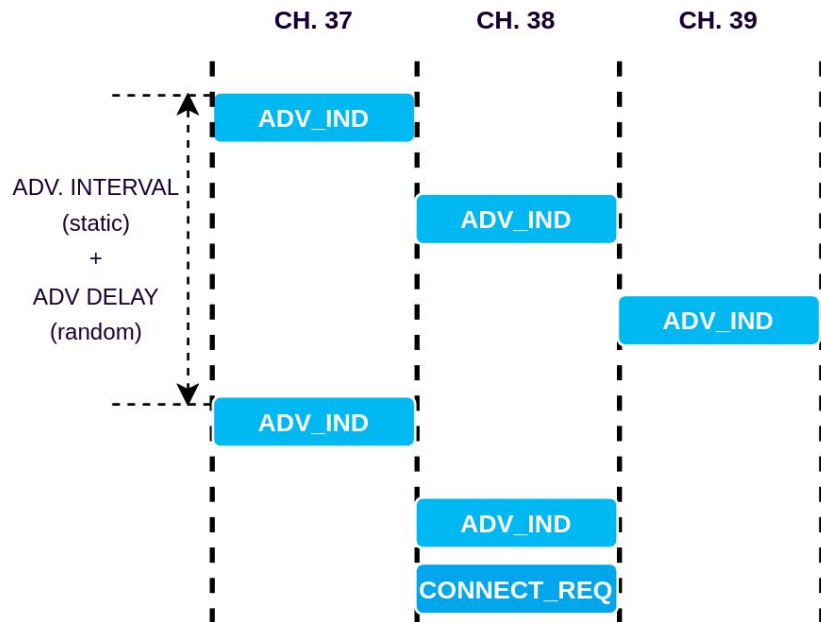 CH. 37
CH. 38
CH. 39
ADV_IND
ADV. INTERVAL
(static)
+
ADV DELAY
(random)
ADV_IND
ADV_IND
ADV_IND
ADV_IND
CONNECT_REQ